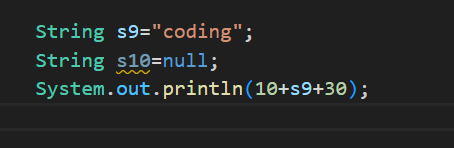 String s9="coding";
String s10=null;
System.out.println(10+s9+30);